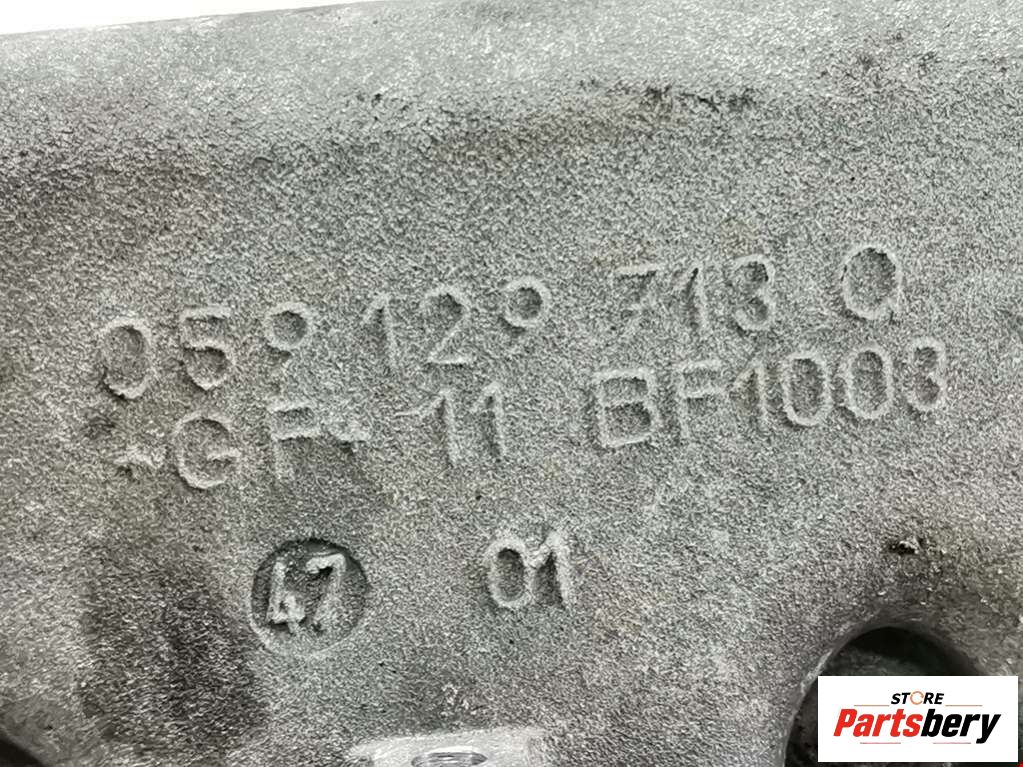 059 129 713 Q
-GF- 11 BF1003
47 01
STORE
Partsbery